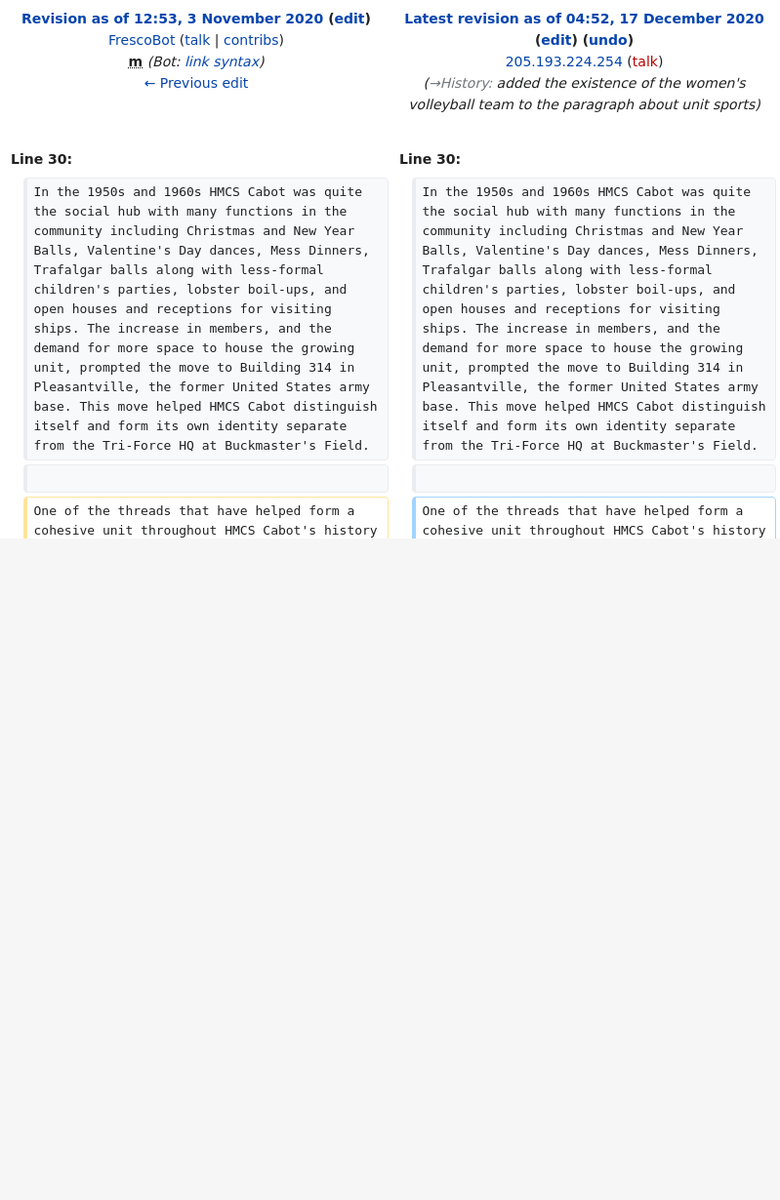 Revision as of 12:53, 3 November 2020 (edit)
FrescoBot (talk | contribs)
m (Bot: link syntax)
← Previous edit
Latest revision as of 04:52, 17 December 2020
(edit) (undo)
205.193.224.254 (talk)
(→History: added the existence of the women's
volleyball team to the paragraph about unit sports)
Line 30:
In the 1950s and 1960s HMCS Cabot was quite
the social hub with many functions in the
community including Christmas and New Year
Balls, Valentine's Day dances, Mess Dinners,
Trafalgar balls along with less-formal
children's parties, lobster boil-ups, and
open houses and receptions for visiting
ships. The increase in members, and the
demand for more space to house the growing
unit, prompted the move to Building 314 in
Pleasantville, the former United States army
base. This move helped HMCS Cabot distinguish
itself and form its own identity separate
from the Tri-Force HQ at Buckmaster's Field.
One of the threads that have helped form a
cohesive unit throughout HMCS Cabot's history
Line 30:
In the 1950s and 1960s HMCS Cabot was quite
the social hub with many functions in the
community including Christmas and New Year
Balls, Valentine's Day dances, Mess Dinners,
Trafalgar balls along with less-formal
children's parties, lobster boil-ups, and
open houses and receptions for visiting
ships. The increase in members, and the
demand for more space to house the growing
unit, prompted the move to Building 314 in
Pleasantville, the former United States army
base. This move helped HMCS Cabot distinguish
itself and form its own identity separate
from the Tri-Force HQ at Buckmaster's Field.
One of the threads that have helped form a
cohesive unit throughout HMCS Cabot's history